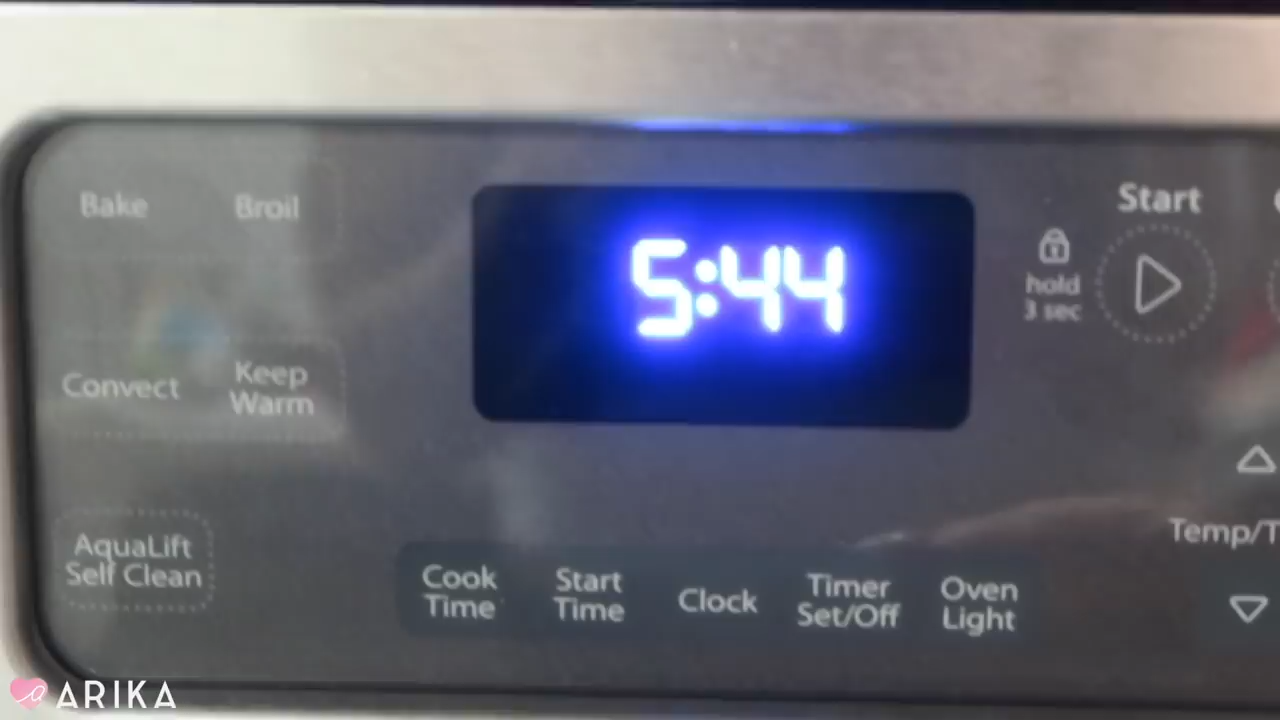 Bake
Broil
5:44
Start
hold
3 sec
Convect
Keep
Warm
AquaLift
Self Clean
Cook
Time
Start
Time
Clock
Timer
Set/Off
Oven
Light
Temp/T
ARIKA